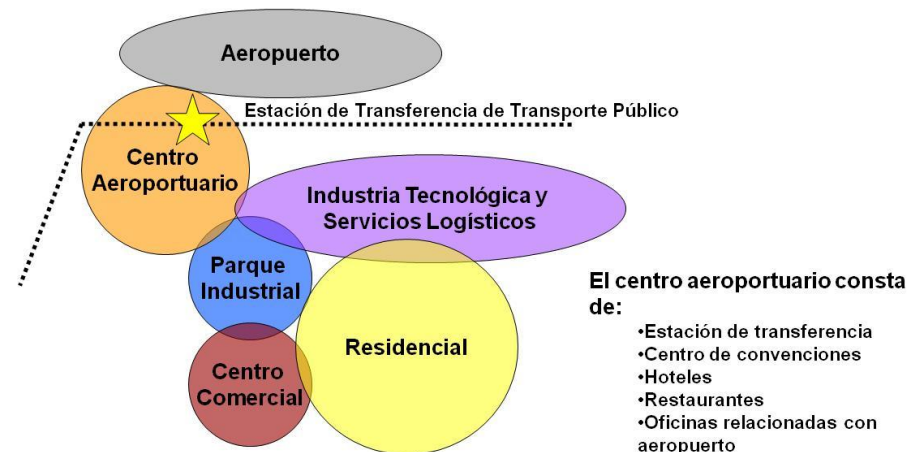 Aeropuerto
Estación de Transferencia de Transporte Público
Centro
Aeroportuario
Industria Tecnológica y
Servicios Logísticos
Parque
Industrial
Residencial
Centro
Comercial
El centro aeroportuario consta
de:
•Estación de transferencia
•Centro de convenciones
•Hoteles
•Restaurantes
•Oficinas relacionadas con
aeropuerto